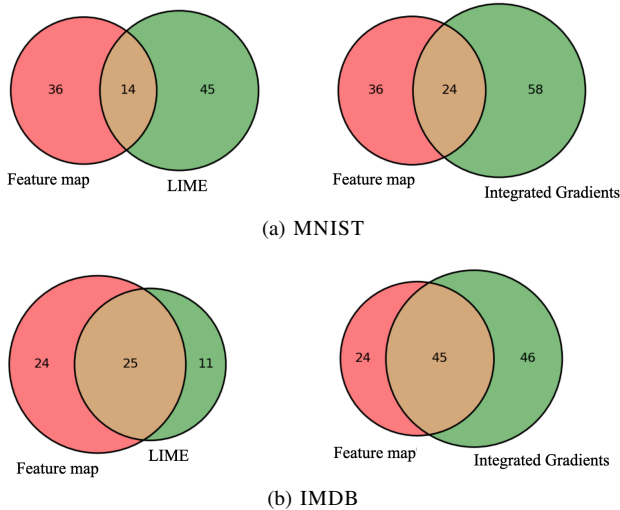 36 14 45
Feature map
LIME
36 24 58
Feature map
Integrated Gradients
(a) MNIST
24 25 11
Feature map
LIME
24 45 46
Feature map
Integrated Gradients
(b) IMDB